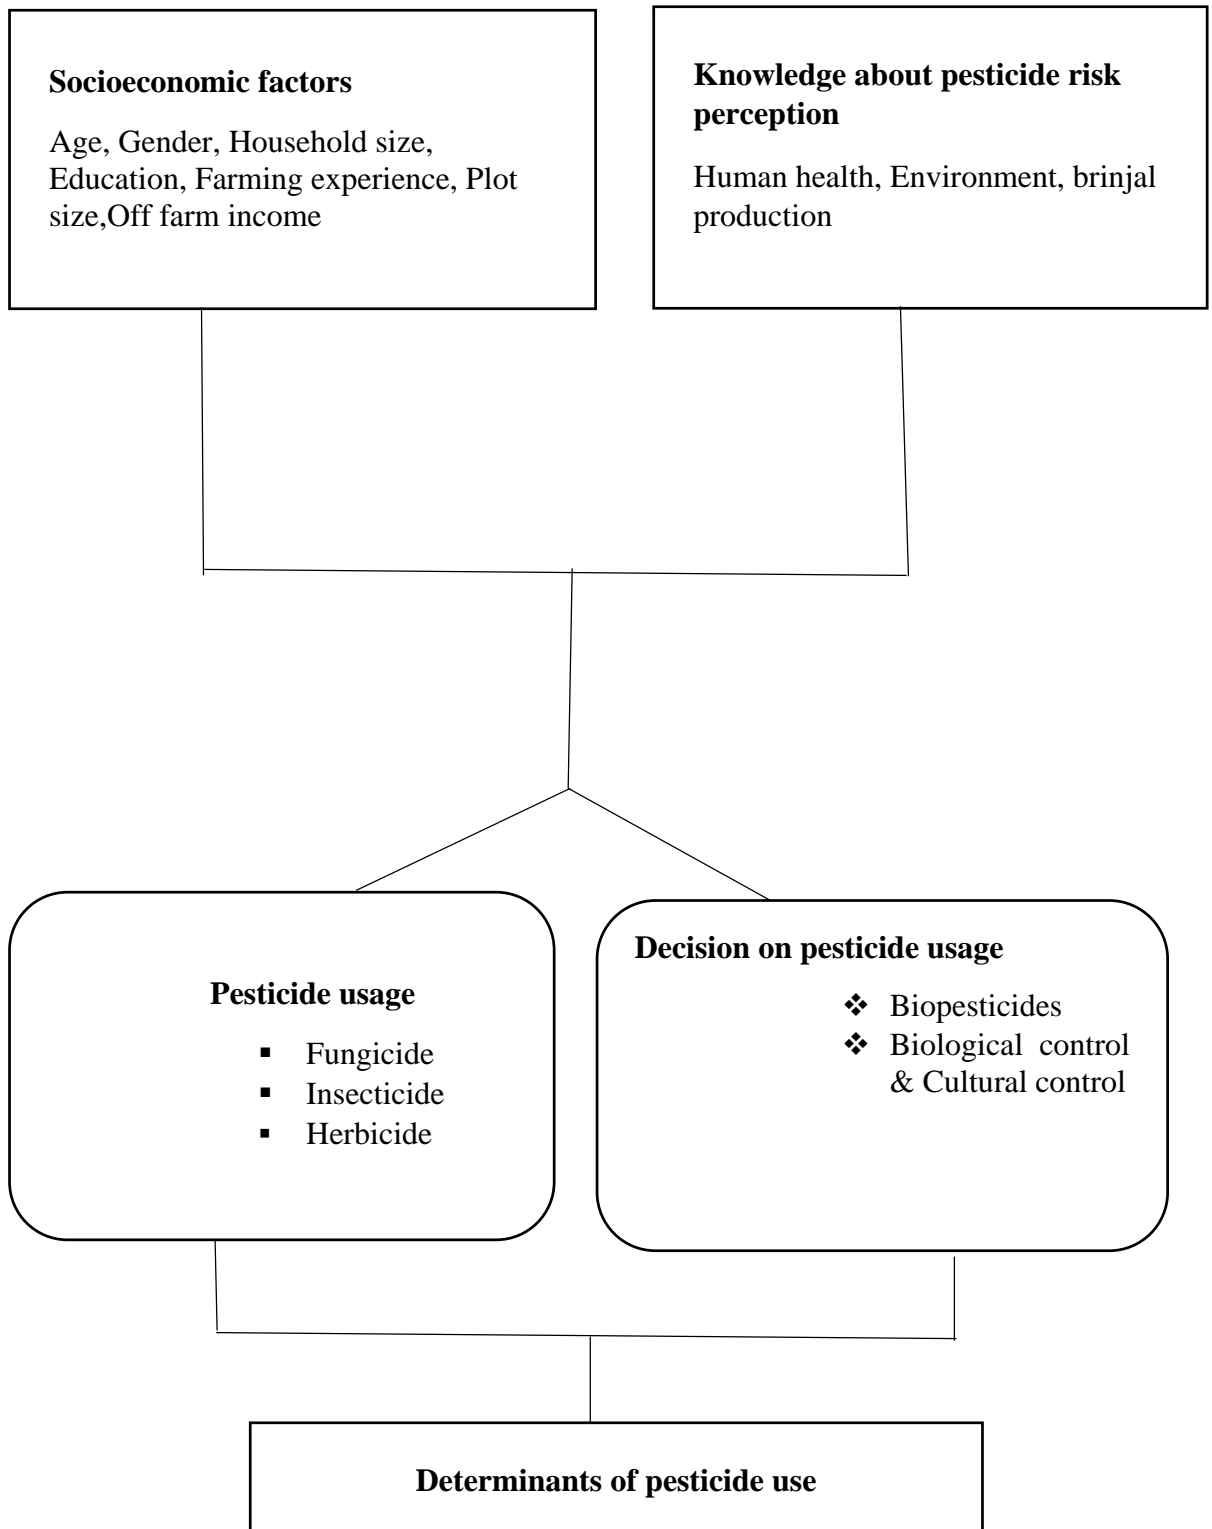 Socioeconomic factors
Age, Gender, Household size,
Education, Farming experience, Plot
size,Off farm income
Knowledge about pesticide risk
perception
Human health, Environment, brinjal
production
Pesticide usage
▪ Fungicide
▪ Insecticide
▪ Herbicide
Decision on pesticide usage
❖ Biopesticides
❖ Biological control
& Cultural control
Determinants of pesticide use